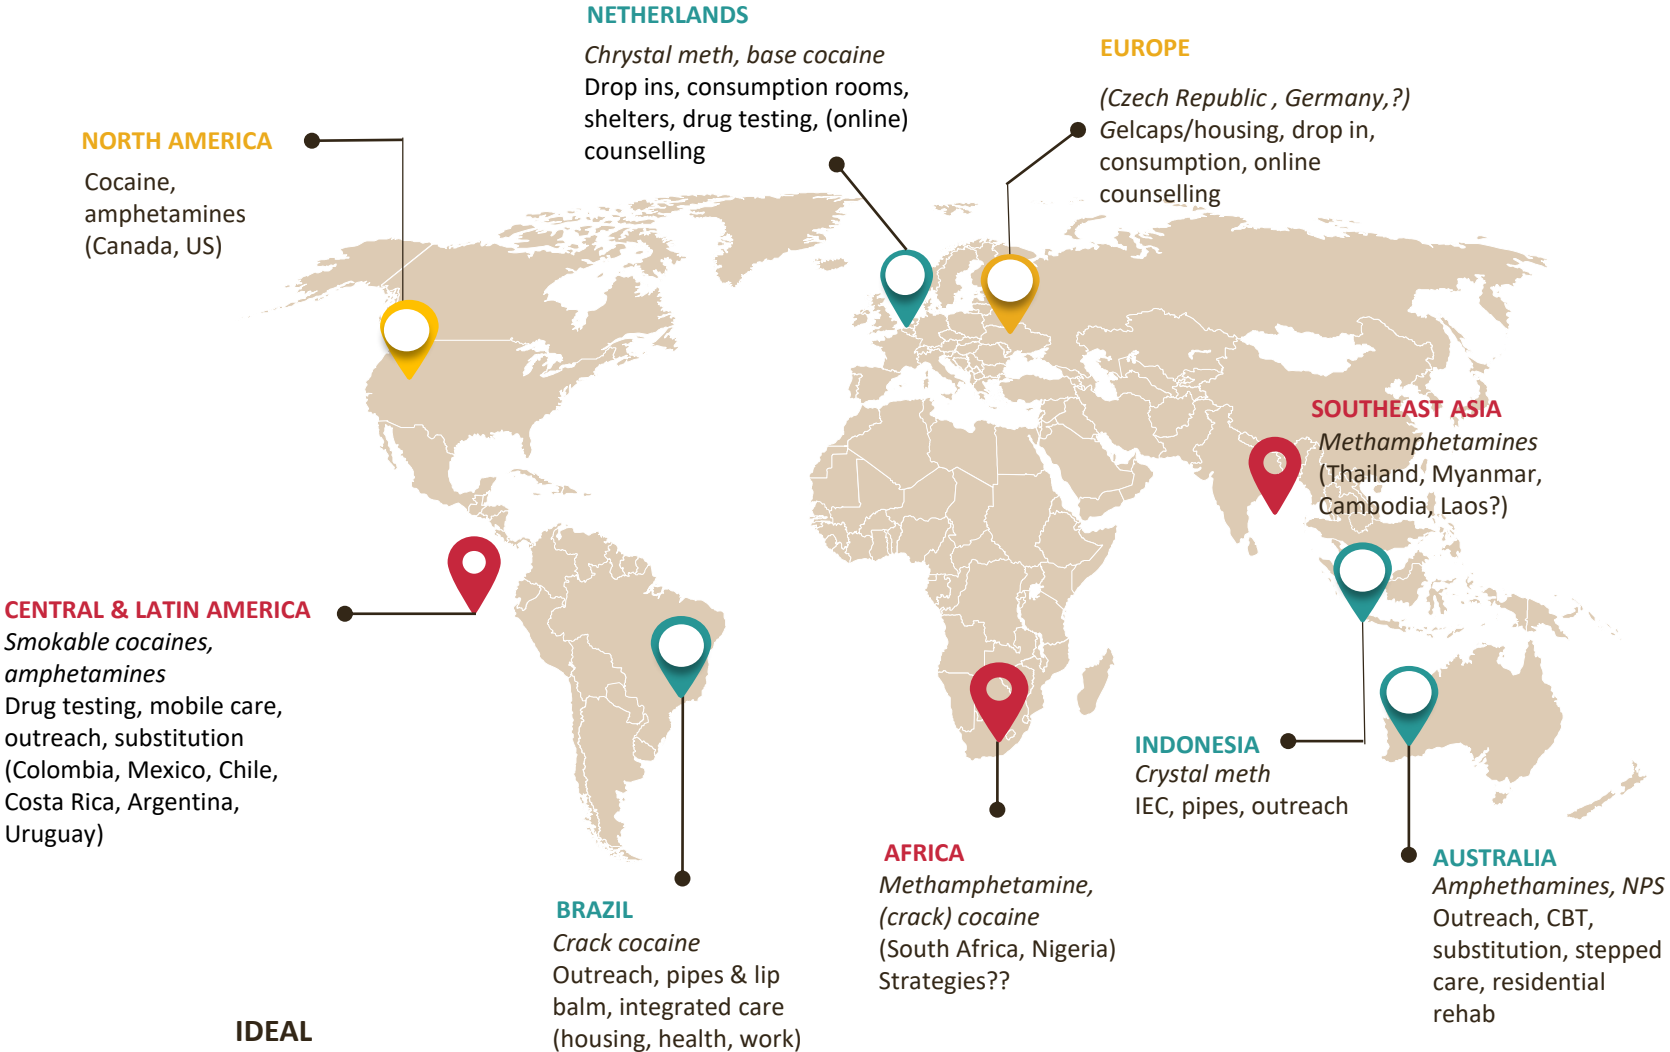 NETHERLANDS
Chrystal meth, base cocaine
Drop ins, consumption rooms,
shelters, drug testing, (online)
counselling
EUROPE
(Czech Republic , Germany,?)
Gelcaps/housing, drop in,
consumption, online
counselling
NORTH AMERICA
Cocaine,
amphetamines
(Canada, US)
SOUTHEAST ASIA
Methamphetamines
(Thailand, Myanmar,
Cambodia, Laos?)
CENTRAL & LATIN AMERICA
Smokable cocaines,
amphetamines
Drug testing, mobile care,
outreach, substitution
(Colombia, Mexico, Chile,
Costa Rica, Argentina,
Uruguay)
INDONESIA
Crystal meth
IEC, pipes, outreach
AFRICA
Methamphetamine,
(crack) cocaine
(South Africa, Nigeria)
Strategies??
AUSTRALIA
Amphethamines, NPS
Outreach, CBT,
substitution, stepped
care, residential
rehab
BRAZIL
Crack cocaine
Outreach, pipes & lip
balm, integrated care
(housing, health, work)
IDEAL